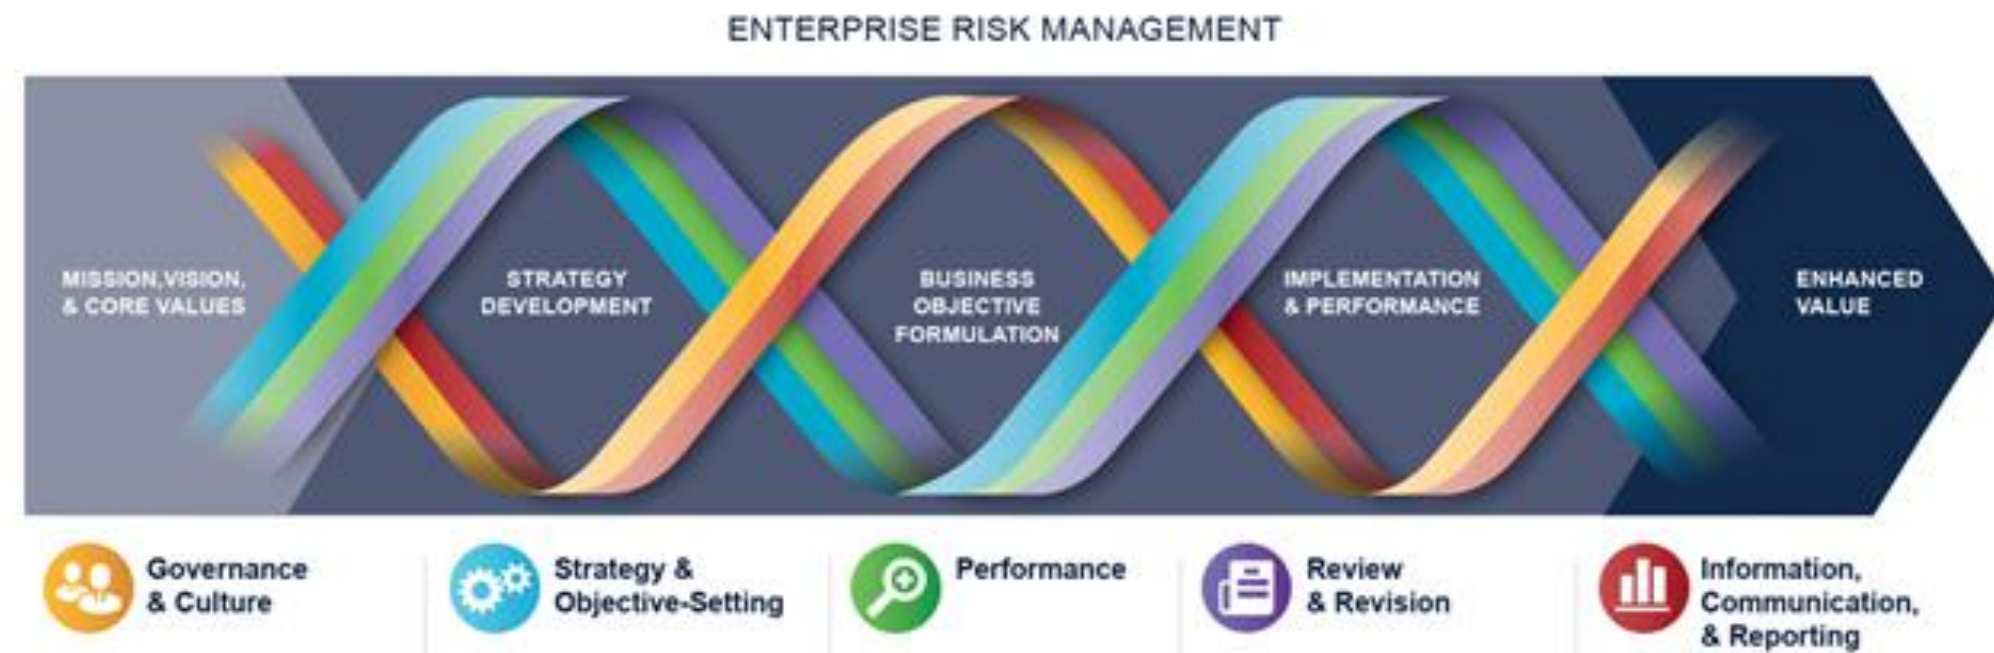 ENTERPRISE RISK MANAGEMENT
MISSION, VISION,
& CORE VALUES
STRATEGY
DEVELOPMENT
BUSINESS
OBJECTIVE
FORMULATION
IMPLEMENTATION
& PERFORMANCE
ENHANCED
VALUE
Governance
& Culture
Strategy &
Objective-Setting
Performance
Review
& Revision
Information,
Communication,
& Reporting